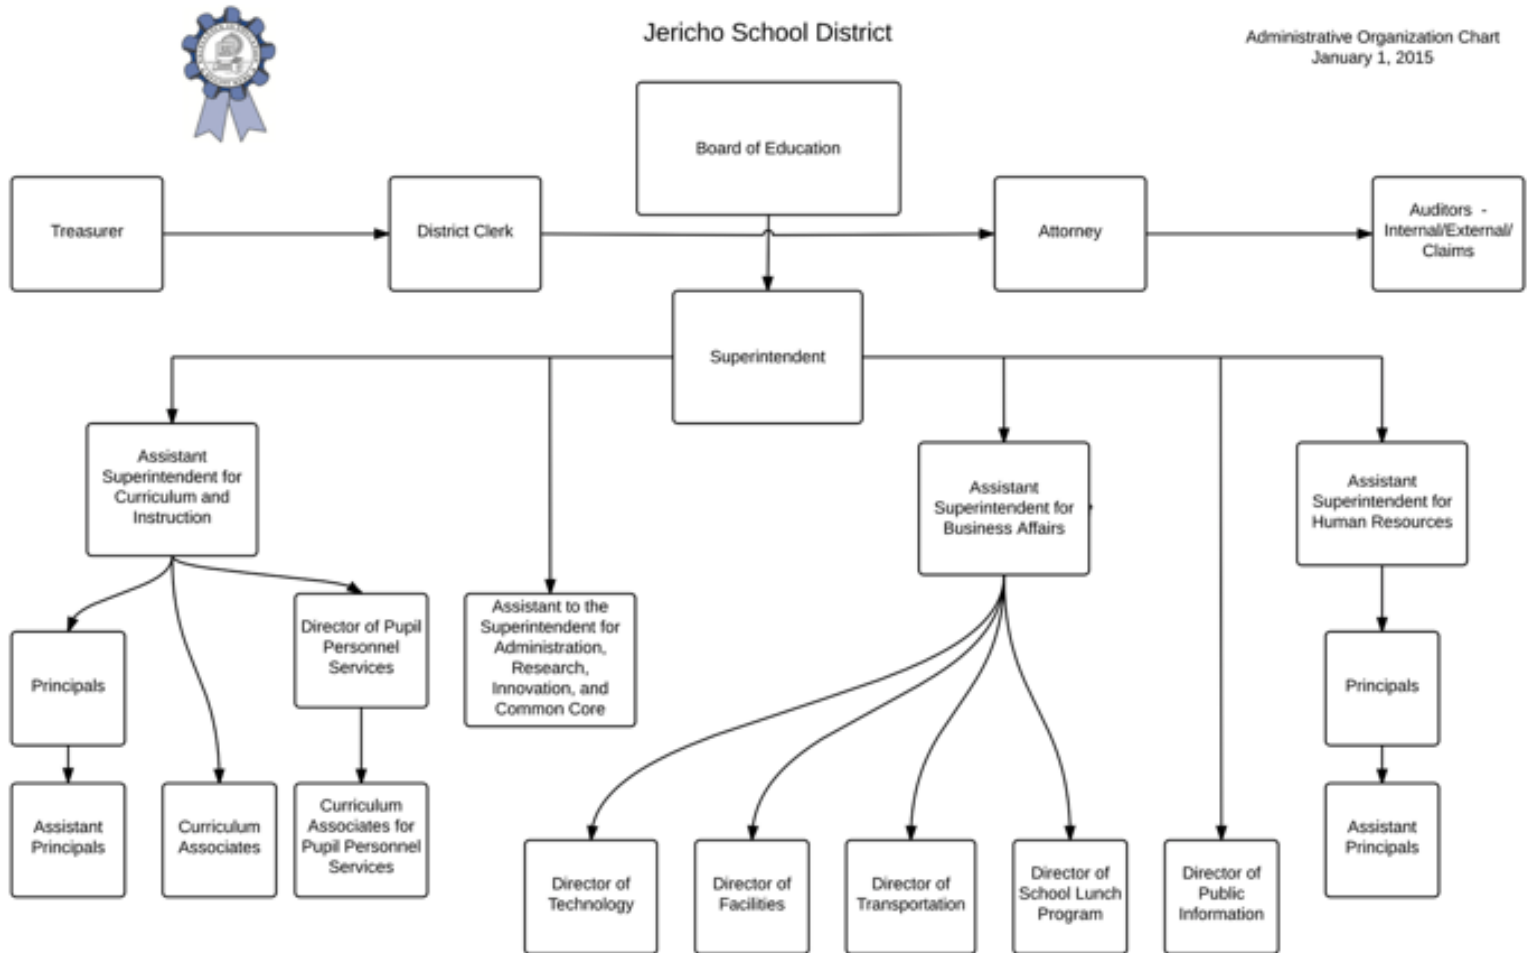 Jericho School District
Administrative Organization Chart
January 1, 2015
Board of Education
Treasurer
District Clerk
Attorney
Auditors -
Internal/External/
Claims
Superintendent
Assistant
Superintendent for
Curriculum and
Instruction
Assistant
Superintendent for
Business Affairs
Assistant
Superintendent for
Human Resources
Principals
Director of Pupil
Personnel
Services
Assistant to the
Superintendent for
Administration,
Research,
Innovation, and
Common Core
Principals
Assistant
Principals
Curriculum
Associates
Curriculum
Associates for
Pupil Personnel
Services
Assistant
Principals
Director of
Technology
Director of
Facilities
Director of
Transportation
Director of
School Lunch
Program
Director of
Public
Information